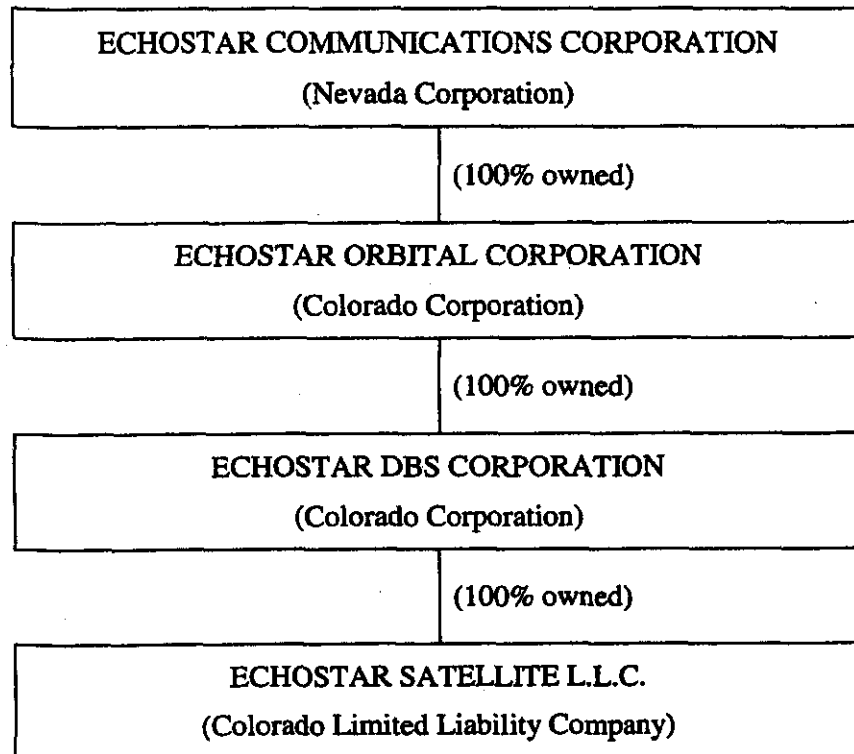 ECHOSTAR COMMUNICATIONS CORPORATION
(Nevada Corporation)
(100% owned)
ECHOSTAR ORBITAL CORPORATION
(Colorado Corporation)
(100% owned)
ECHOSTAR DBS CORPORATION
(Colorado Corporation)
(100% owned)
ECHOSTAR SATELLITE L.L.C.
(Colorado Limited Liability Company)